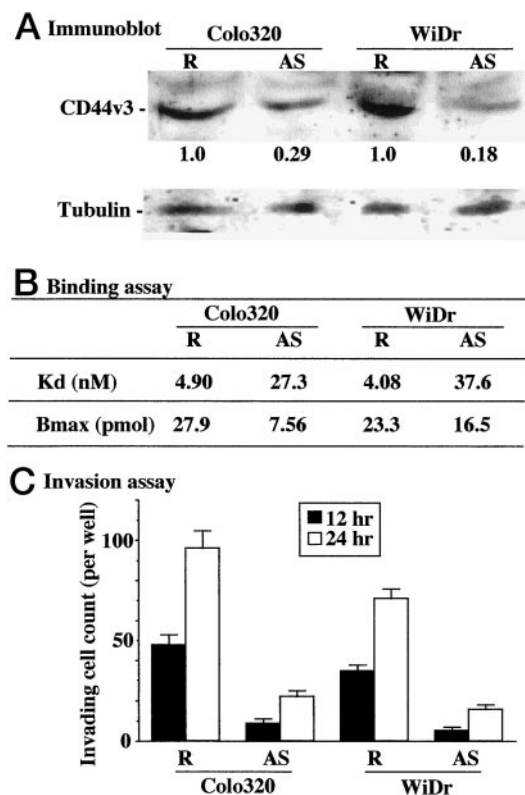 A Immunoblot
Colo320 WiDr
R AS R AS
CD44v3 -
1.0 0.29 1.0 0.18
Tubulin -
B Binding assay
Colo320 WiDr
R AS R AS
Kd (nM) 4.90 27.3 4.08 37.6
Bmax (pmol) 27.9 7.56 23.3 16.5
C Invasion assay
12 hr
24 hr
Invading cell count (per well)
100
50
0
R AS R AS
Colo320 WiDr